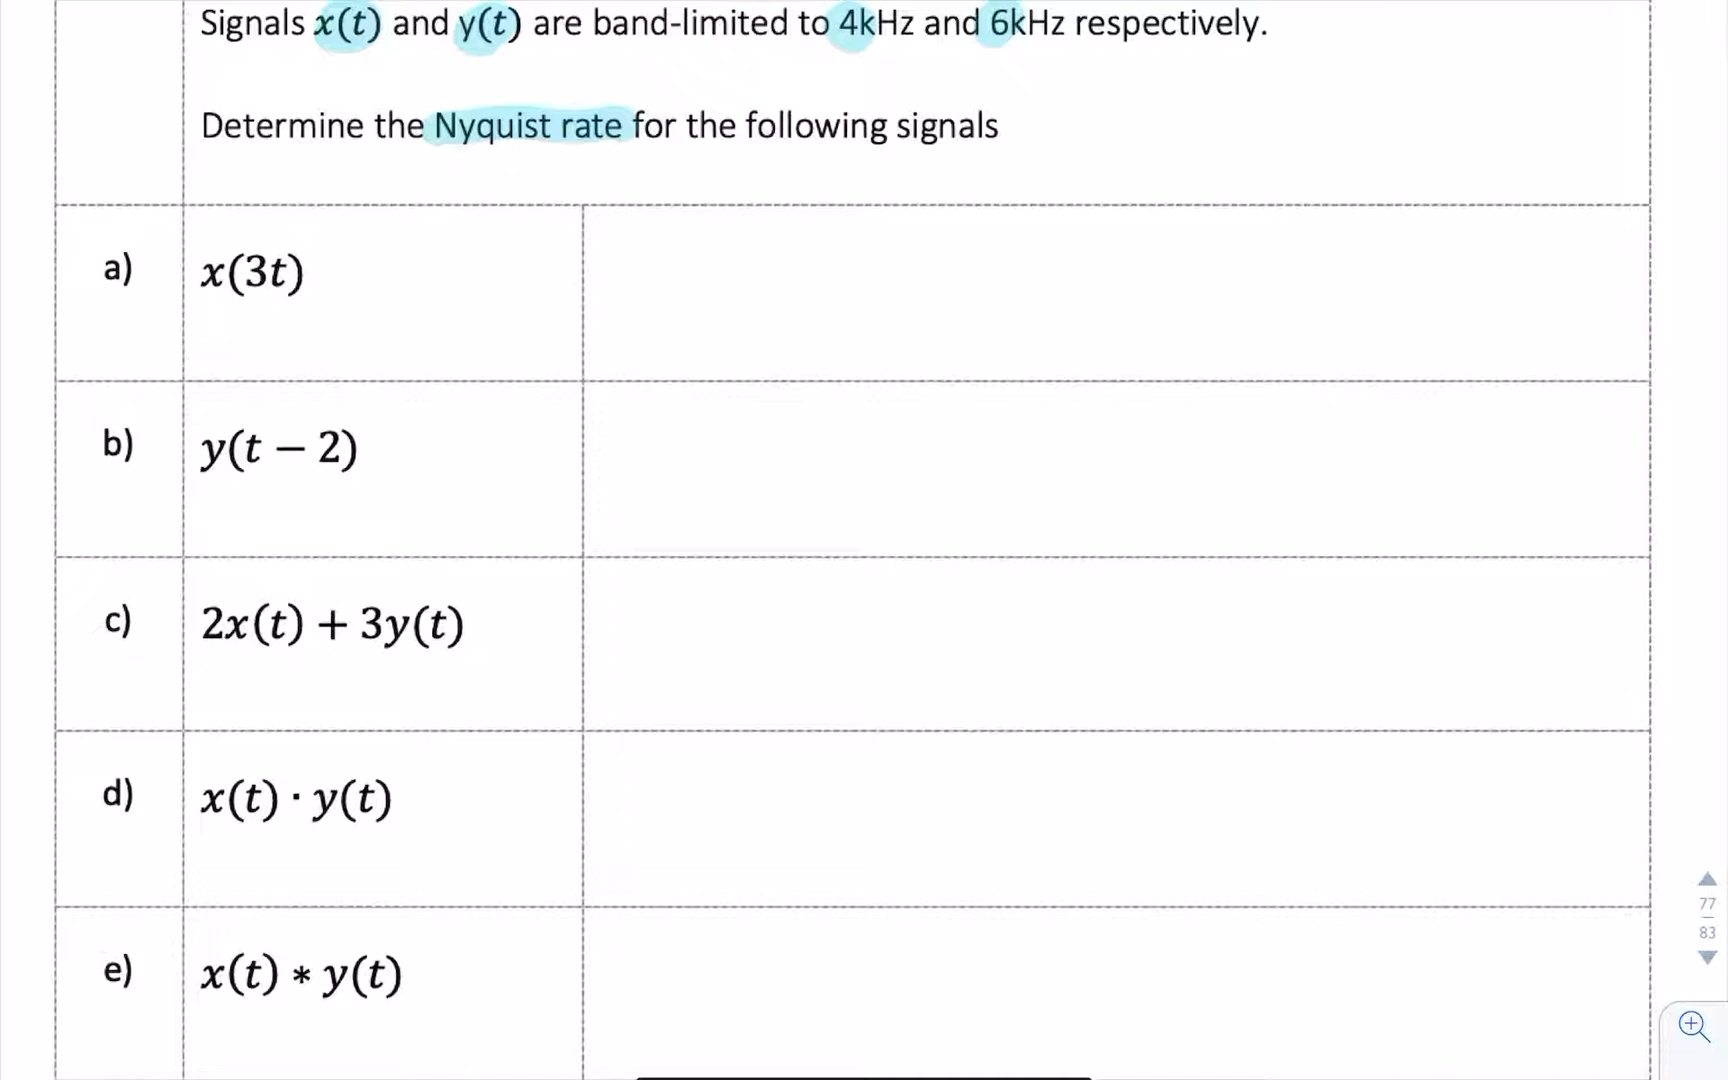 Signals x(t) and y(t) are band-limited to 4kHz and 6kHz respectively.
Determine the Nyquist rate for the following signals
a) x(3t)
b) y(t − 2)
c) 2x(t) + 3y(t)
d) x(t) · y(t)
e) x(t) ∗ y(t)
77
83